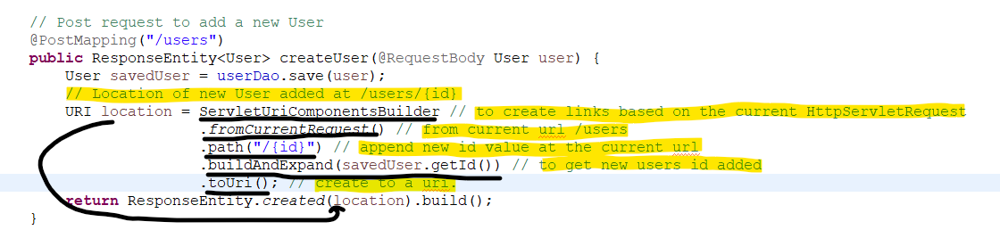 // Post request to add a new User
@PostMapping("/users")
public ResponseEntity<User> createUser(@RequestBody User user) {
User savedUser = userDao.save(user);
// Location of new User added at /users/{id}
URI location = ServletUriComponentsBuilder // to create links based on the current HttpServletRequest
.fromCurrentRequest() // from current url /users
.path("/{id}") // append new id value at the current url
.buildAndExpand(savedUser.getId()) // to get new users id added
.toUri(); // create to a uri.
return ResponseEntity.created(location).build();
}